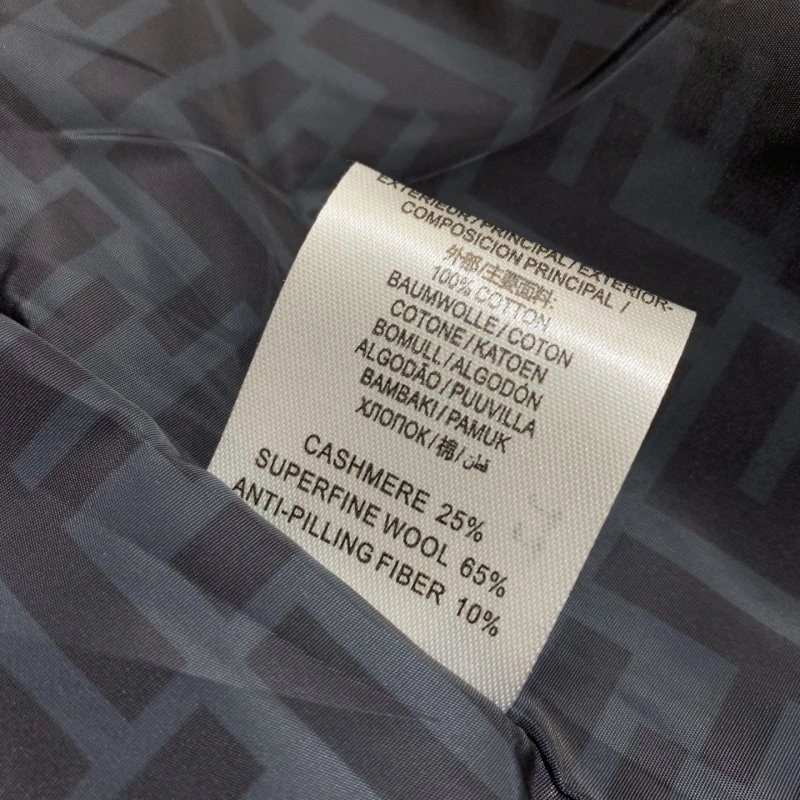 EXTERIEUR / PRINCIPAL / EXTERIOR-
COMPOSICION PRINCIPAL /
外部/主要面料:
100% COTTON
BAUMWOLLE / COTON
COTONE / KATOEN
BOMULL / ALGODÓN
ALGODÃO / PUUVILLA
BAMBAKI / PAMUK
ХЛОПОК / 棉 / قطن
CASHMERE 25%
SUPERFINE WOOL 65%
ANTI-PILLING FIBER 10%